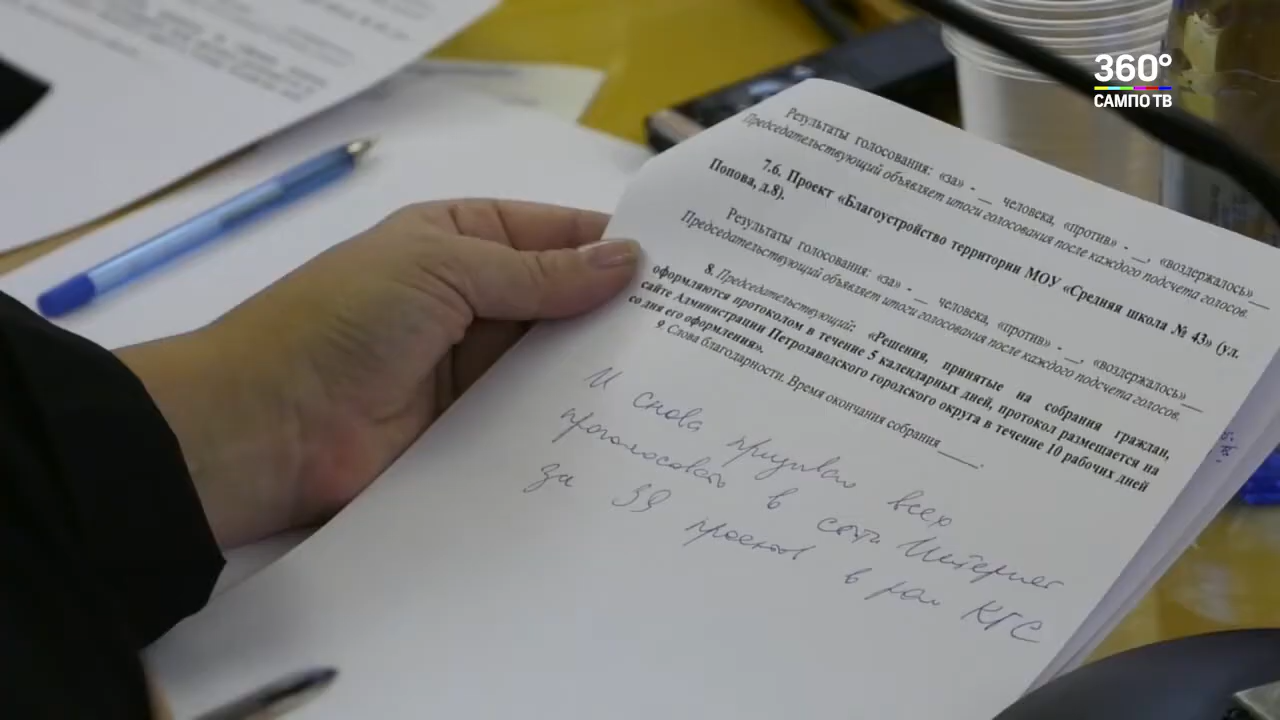 360°
САМПО ТВ
Результаты голосования: «за» - __ человека, «против» - __, «воздержалось»__
Председательствующий объявляет итоги голосования после каждого подсчета голосов.
7.6. Проект «Благоустройство территории МОУ «Средняя школа № 43» (ул.
Попова, д.8).
Результаты голосования: «за» - __ человека, «против» - __, «воздержалось»__
Председательствующий объявляет итоги голосования после каждого подсчета голосов.
8. Председательствующий: «Решения, принятые на собрании граждан,
оформляются протоколом в течение 5 календарных дней, протокол размещается на
сайте Администрации Петрозаводского городского округа в течение 10 рабочих дней
со дня его оформления».
9. Слова благодарности. Время окончания собрания____.
И снова призываю всех
проголосовать в сети Интернет
за 39 проектов в КГС